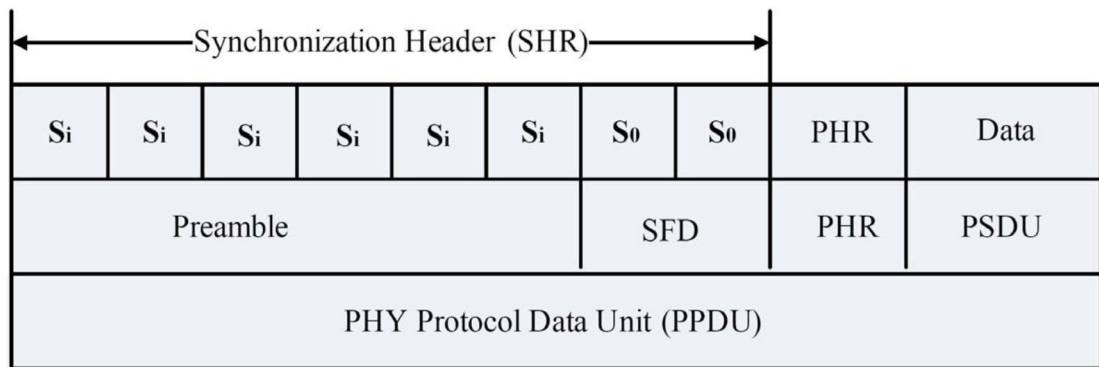 Synchronization Header (SHR)
Si Si Si Si Si Si S0 S0 PHR Data
Preamble SFD PHR PSDU
PHY Protocol Data Unit (PPDU)